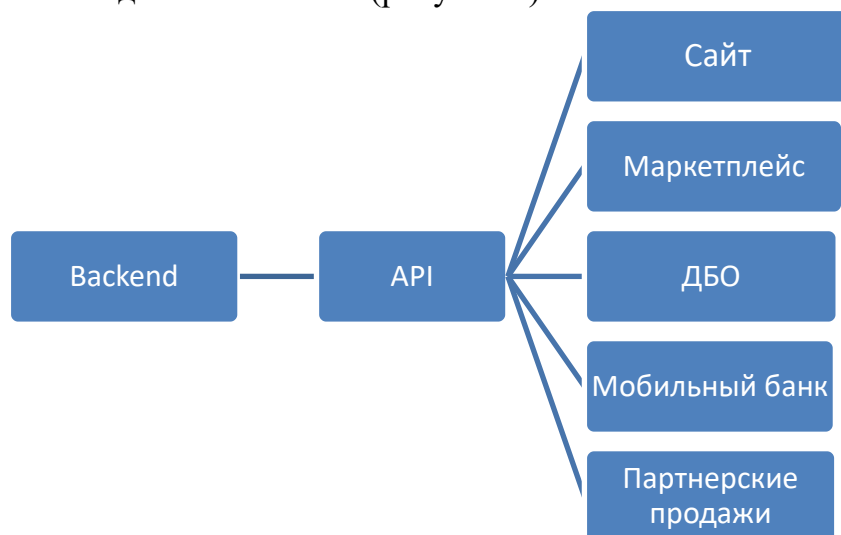 Сайт
Маркетплейс
Backend
API
ДБО
Мобильный банк
Партнерские
продажи